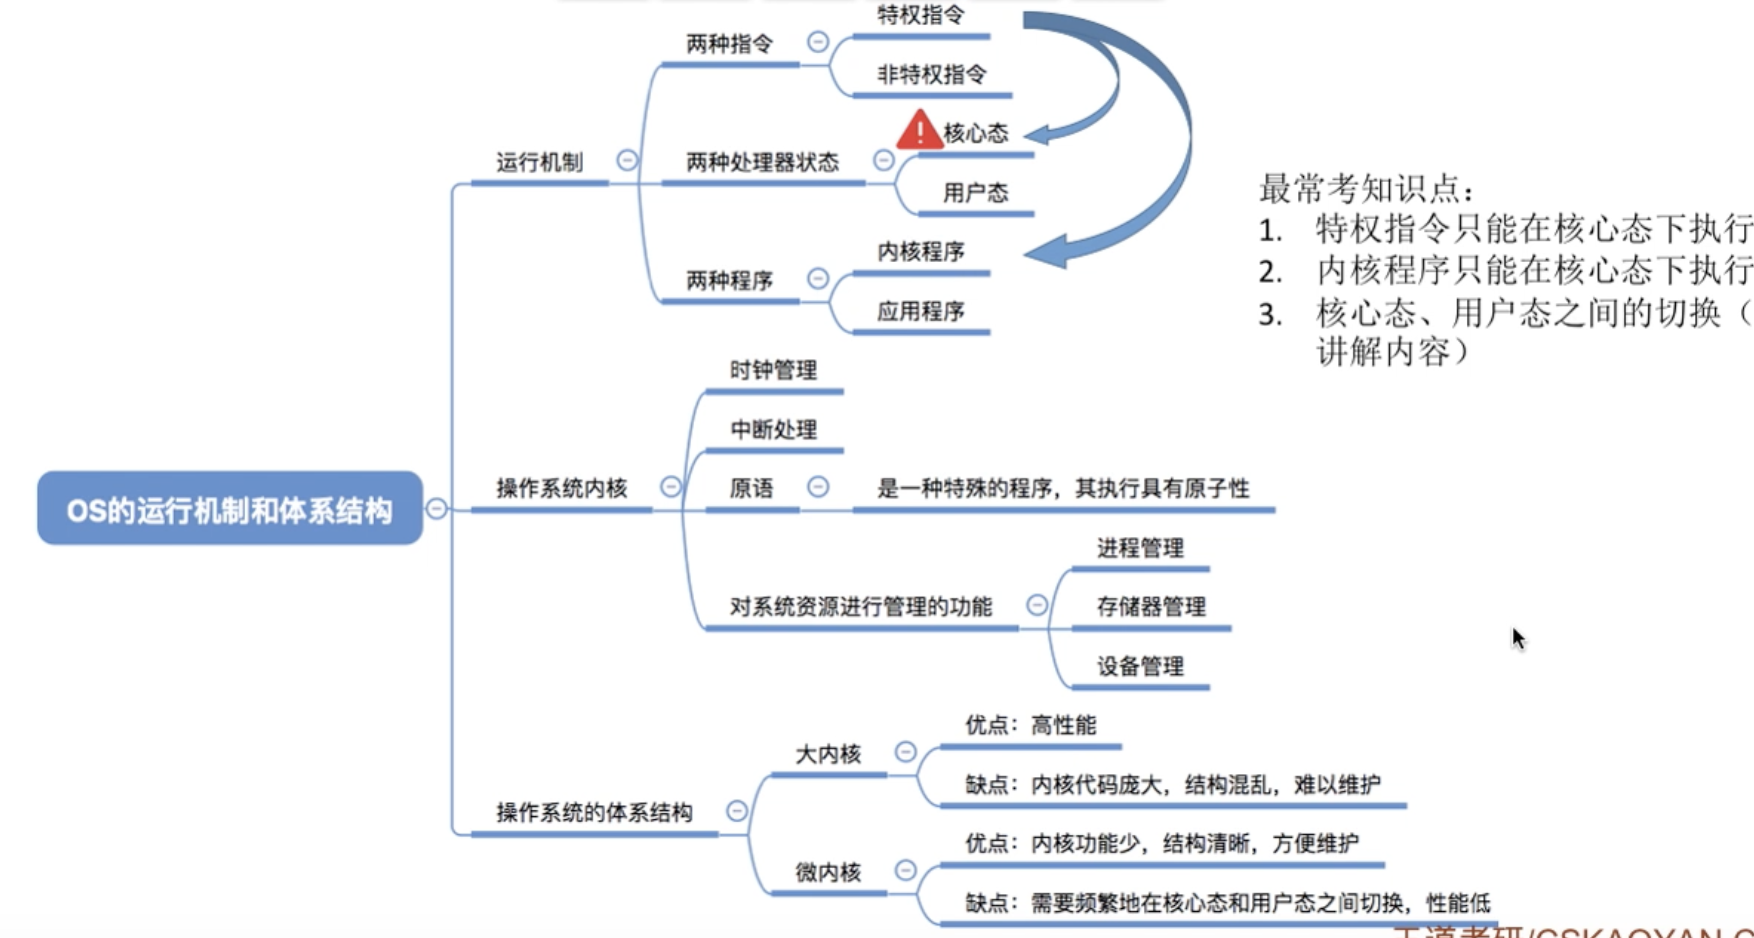 特权指令
两种指令
非特权指令
核心态
运行机制
两种处理器状态
用户态
内核程序
两种程序
应用程序
最常考知识点：
1. 特权指令只能在核心态下执行
2. 内核程序只能在核心态下执行
3. 核心态、用户态之间的切换（
讲解内容）
时钟管理
中断处理
操作系统内核
原语
是一种特殊的程序，其执行具有原子性
OS的运行机制和体系结构
进程管理
对系统资源进行管理的功能
存储器管理
设备管理
优点：高性能
大内核
缺点：内核代码庞大，结构混乱，难以维护
操作系统的体系结构
优点：内核功能少，结构清晰，方便维护
微内核
缺点：需要频繁地在核心态和用户态之间切换，性能低